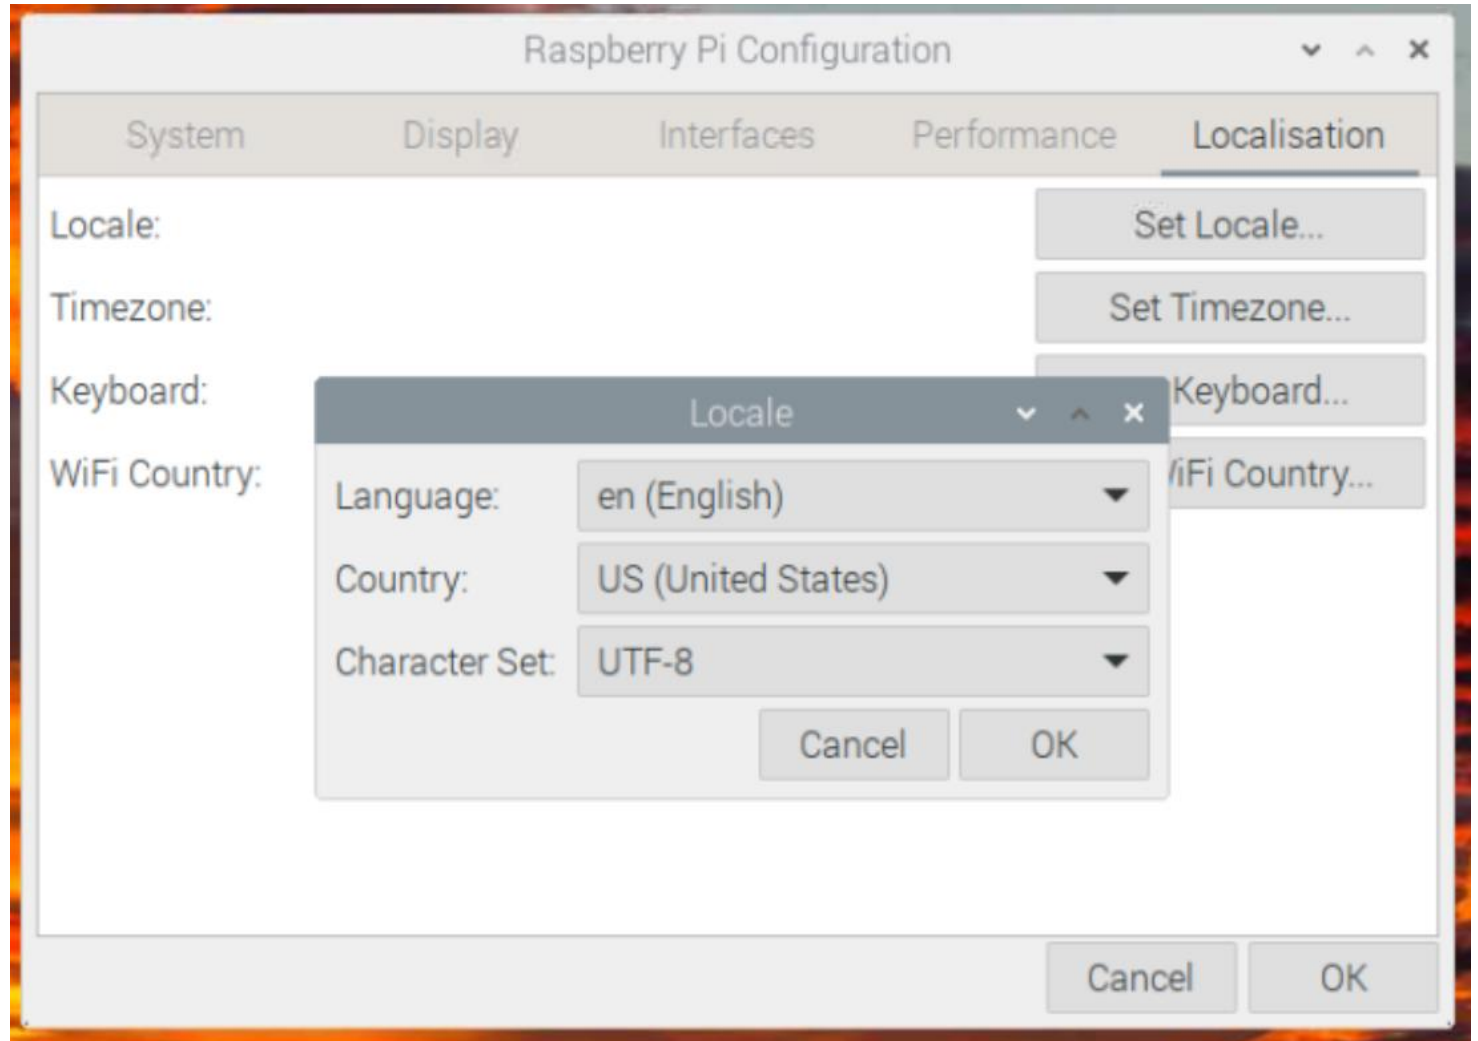 Raspberry Pi Configuration
System Display Interfaces Performance Localisation
Locale: Set Locale...
Timezone: Set Timezone...
Keyboard: Keyboard...
WiFi Country: WiFi Country...
Locale
Language: en (English)
Country: US (United States)
Character Set: UTF-8
Cancel OK
Cancel OK